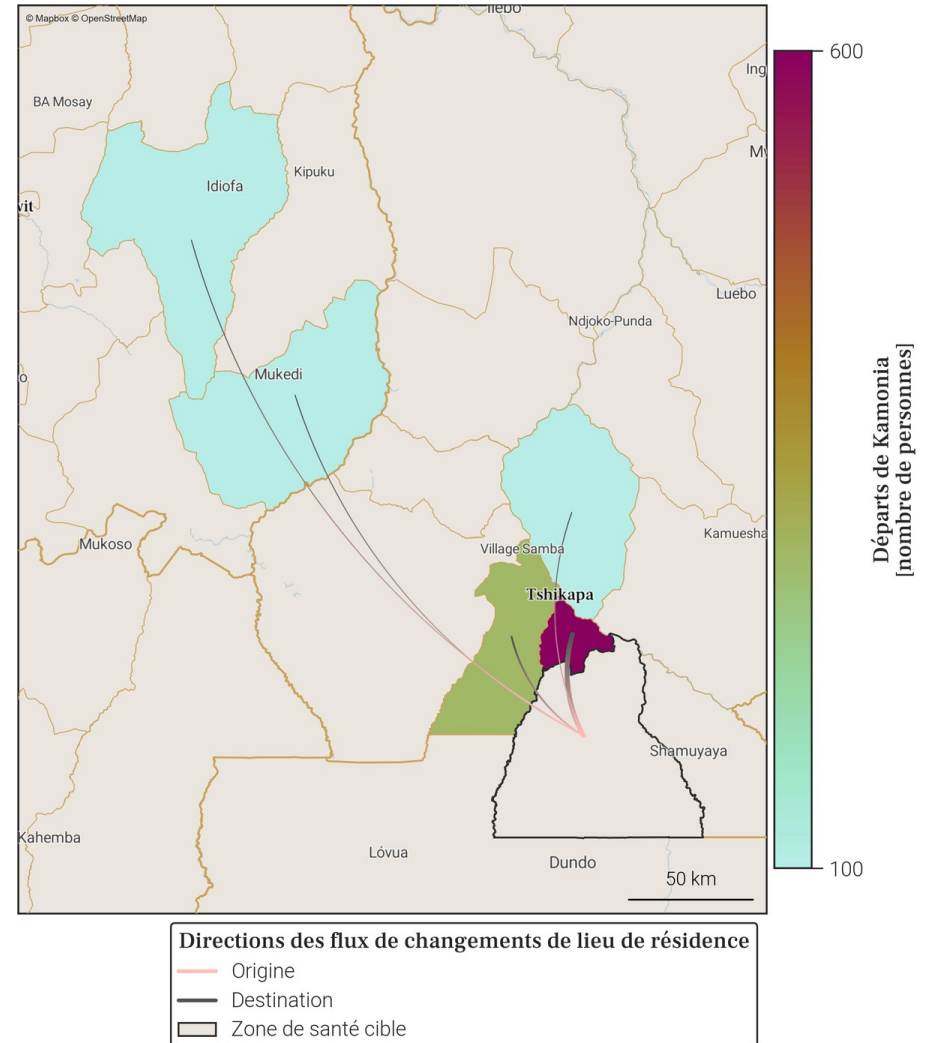 Ilebo
© Mapbox © OpenStreetMap
600
Ing
BA Mosay
Kipuku
Idiofa
vit
Luebo
Ndjoko-Punda
Mukedi
Départs de Kamonia
[nombre de personnes]
Kamuesha
Mukoso
Village Samba
Tshikapa
Shamuyaya
Kahemba
Lóvua
Dundo
100
50 km
Directions des flux de changements de lieu de résidence
Origine
Destination
Zone de santé cible